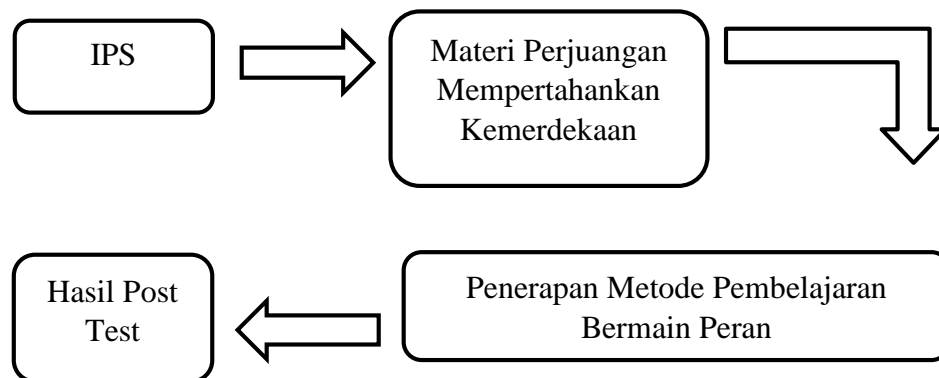 IPS
Materi Perjuangan
Mempertahankan
Kemerdekaan
Penerapan Metode Pembelajaran
Bermain Peran
Hasil Post
Test